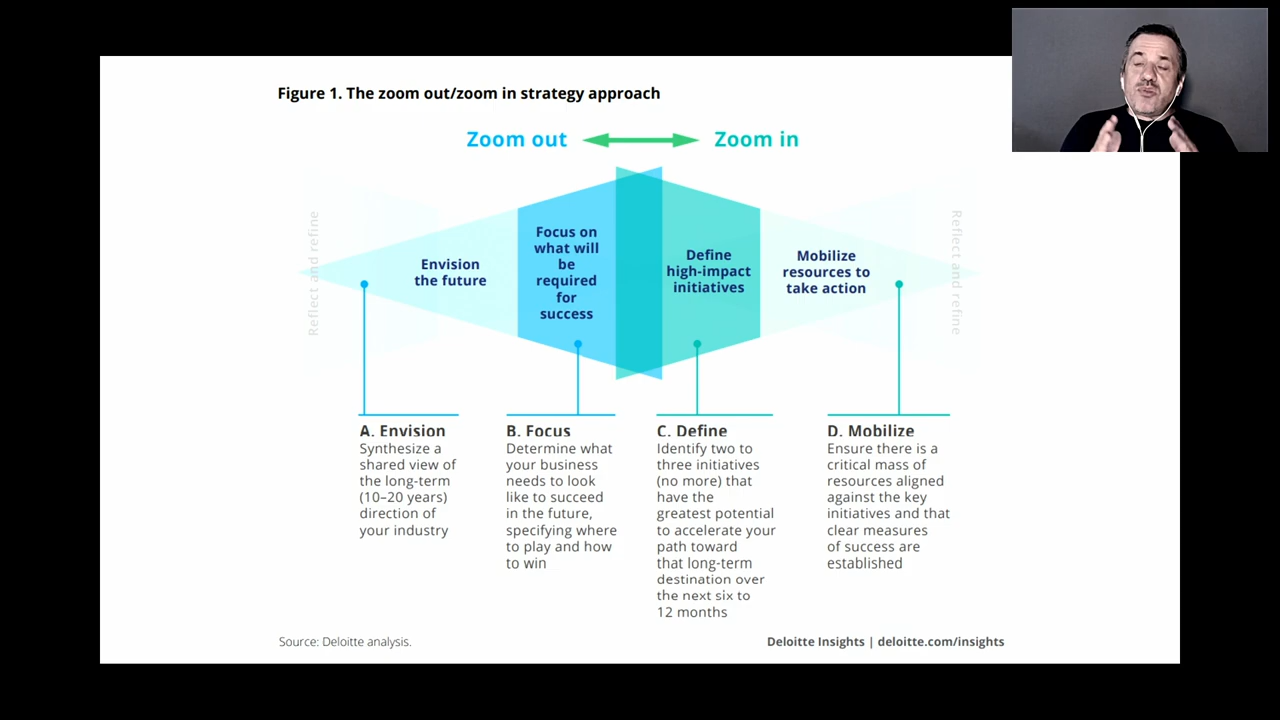 Figure 1. The zoom out/zoom in strategy approach
Zoom out
Zoom in
Reflect and refine
Envision
the future
Focus on
what will
be
required
for
success
Define
high-impact
initiatives
Mobilize
resources to
take action
Reflect and refine
A. Envision
Synthesize a
shared view of
the long-term
(10–20 years)
direction of
your industry
B. Focus
Determine what
your business
needs to look
like to succeed
in the future,
specifying where
to play and how
to win
C. Define
Identify two to
three initiatives
(no more) that
have the
greatest potential
to accelerate your
path toward
that long-term
destination over
the next six to
12 months
D. Mobilize
Ensure there is a
critical mass of
resources aligned
against the key
initiatives and that
clear measures
of success are
established
Source: Deloitte analysis.
Deloitte Insights | deloitte.com/insights